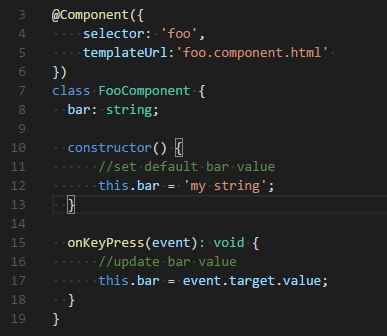 3 @Component({
4     selector: 'foo',
5     templateUrl:'foo.component.html'
6 })
7 class FooComponent {
8   bar: string;
9
10   constructor() {
11       //set default bar value
12       this.bar = 'my string';
13   }
14
15   onKeyPress(event): void {
16       //update bar value
17       this.bar = event.target.value;
18   }
19 }